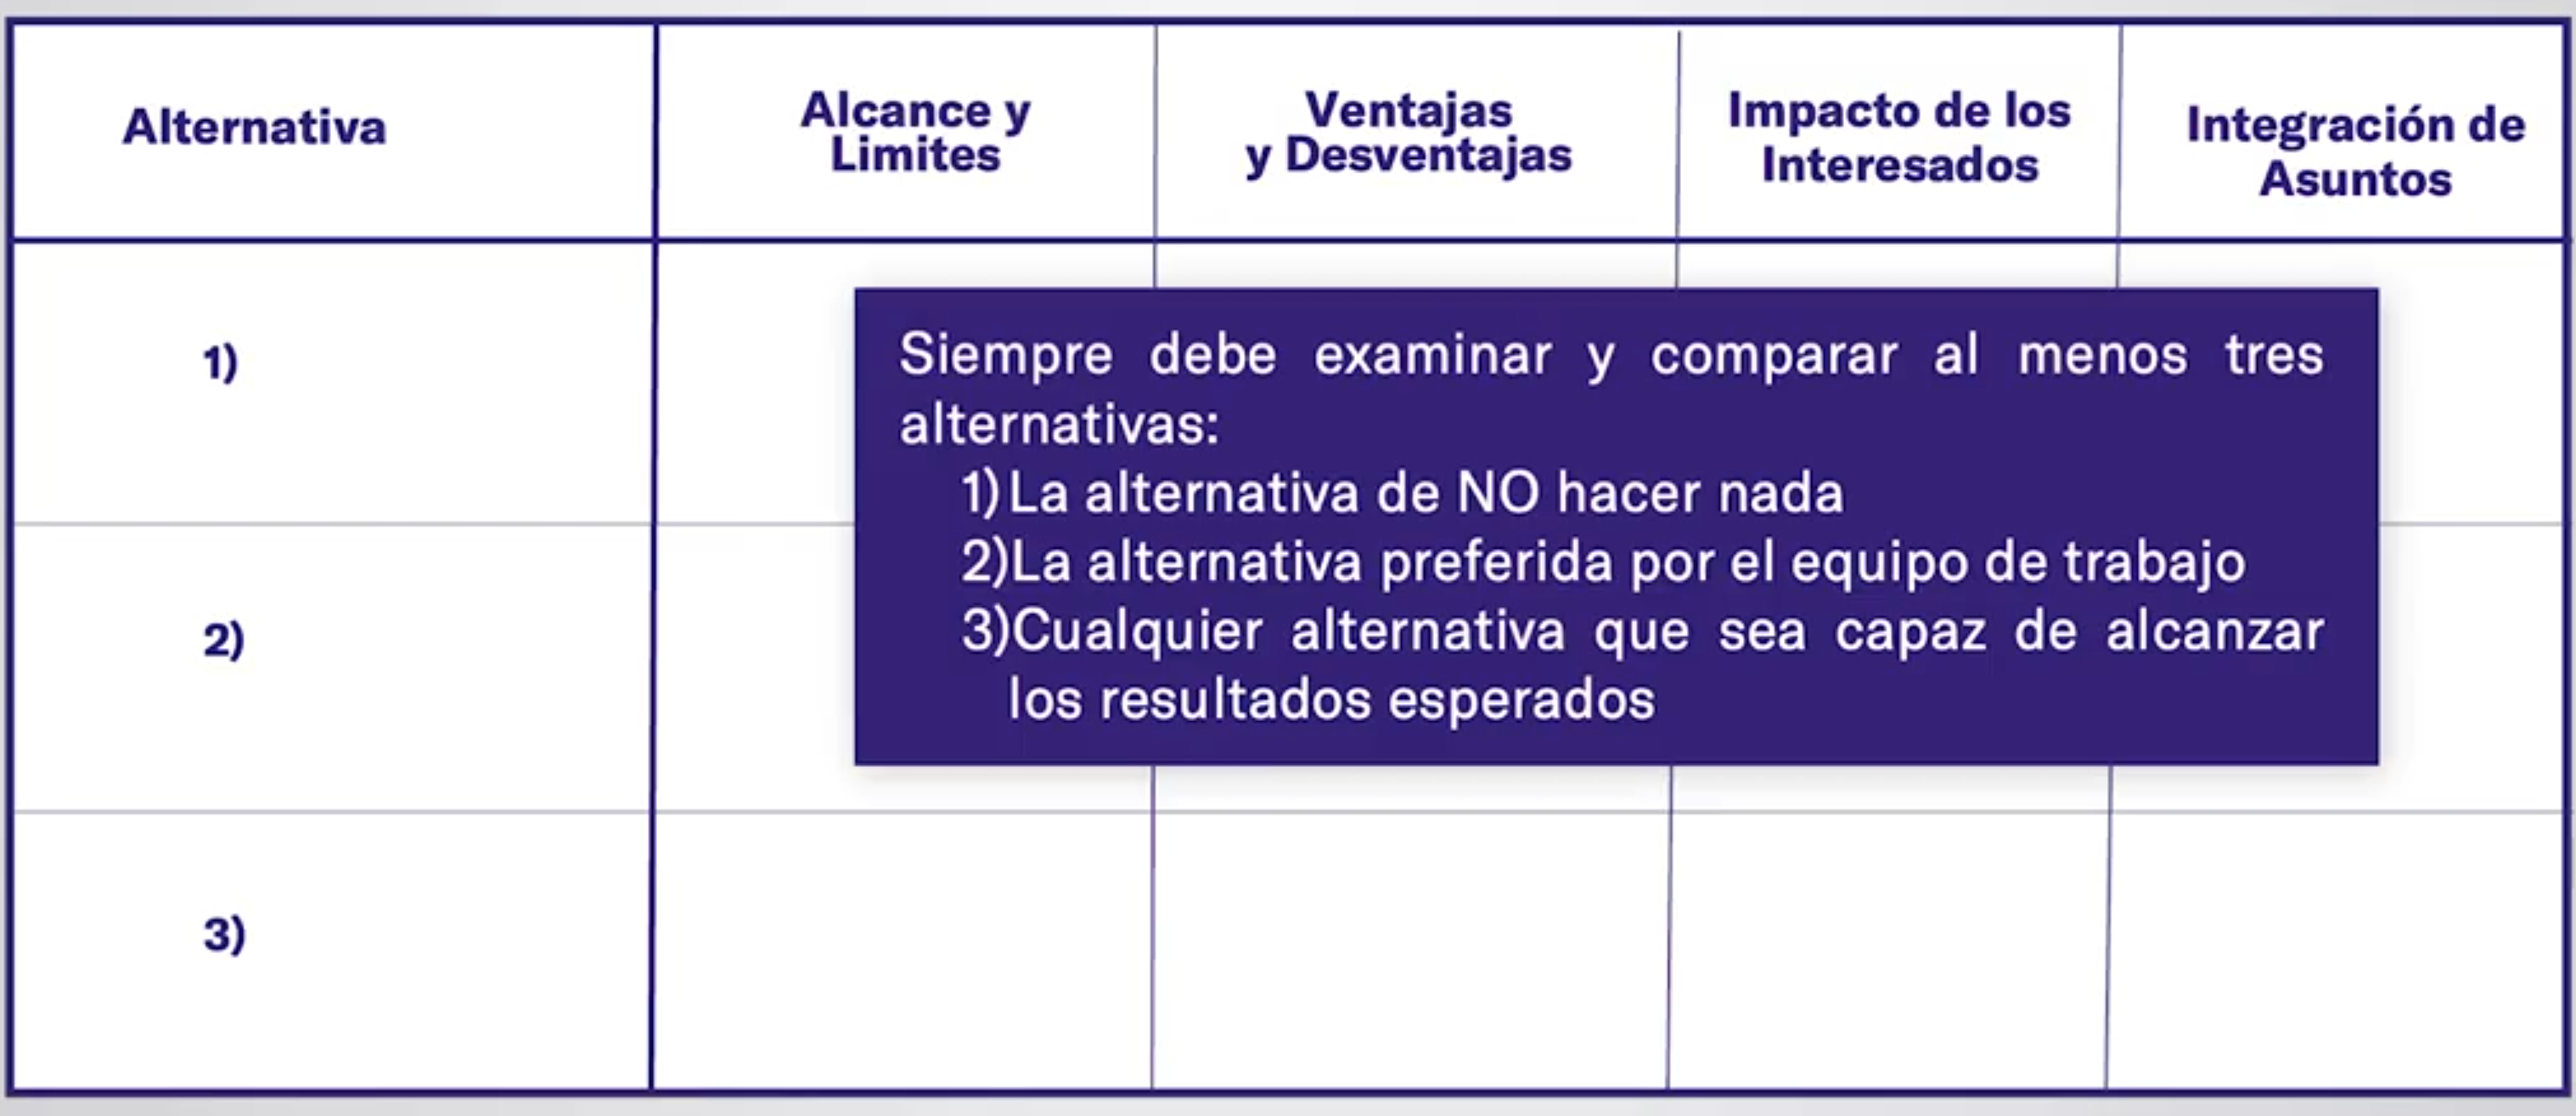 Alternativa
Alcance y
Limites
Ventajas
y Desventajas
Impacto de los
Interesados
Integración de
Asuntos
1)
2)
3)
Siempre debe examinar y comparar al menos tres
alternativas:
1)La alternativa de NO hacer nada
2)La alternativa preferida por el equipo de trabajo
3)Cualquier alternativa que sea capaz de alcanzar
los resultados esperados